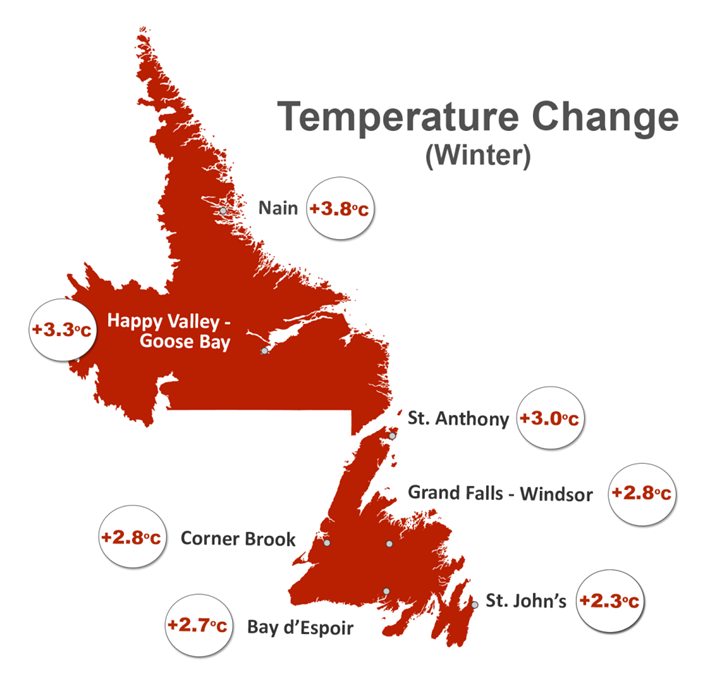 Temperature Change
(Winter)
Nain +3.8°C
+3.3°C Happy Valley -
Goose Bay
St. Anthony +3.0°C
Grand Falls - Windsor +2.8°C
+2.8°C Corner Brook
St. John’s +2.3°C
+2.7°C Bay d’Espoir